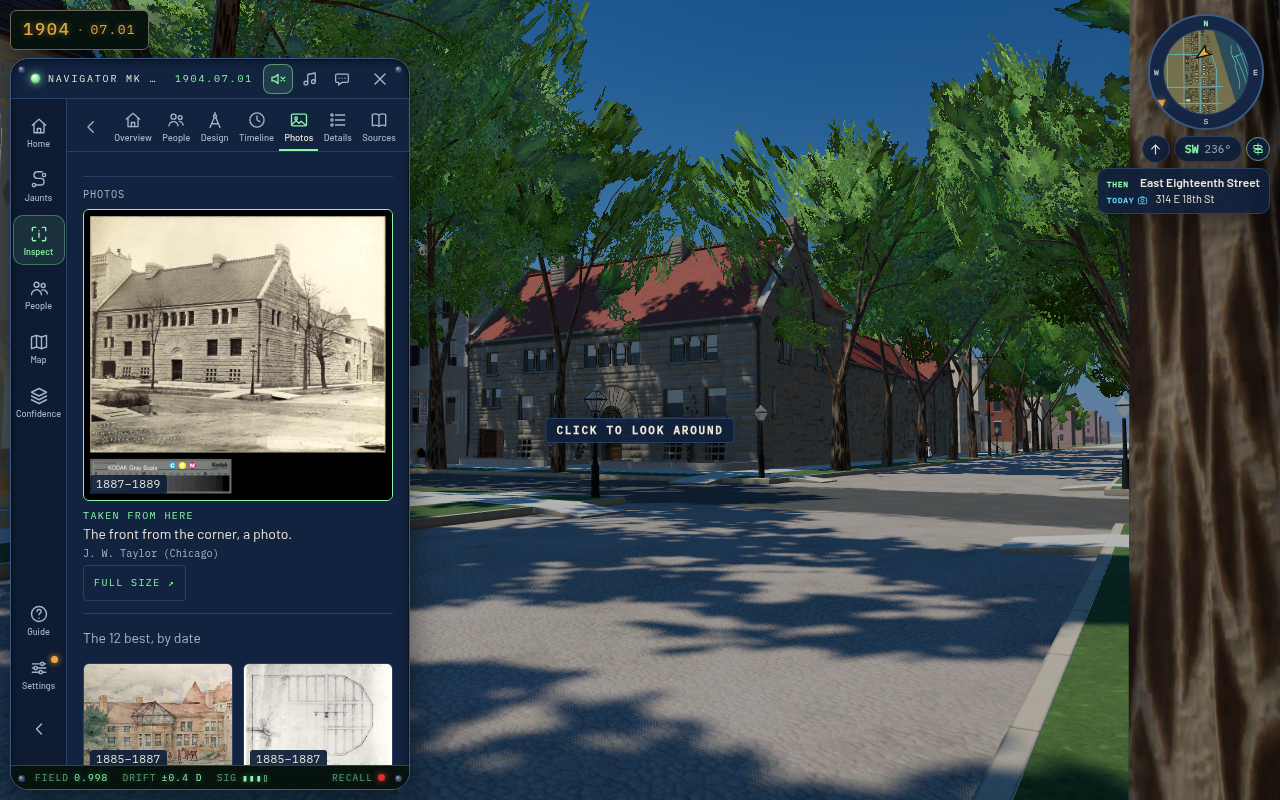 1904 · 07.01
NAVIGATOR MK …
1904.07.01
Home
Jaunts
Inspect
People
Map
Confidence
Guide
Settings
Overview
People
Design
Timeline
Photos
Details
Sources
PHOTOS
KODAK Gray Scale
C Y M
Kodak
1887–1889
TAKEN FROM HERE
The front from the corner, a photo.
J. W. Taylor (Chicago)
FULL SIZE ↗
The 12 best, by date
1885–1887
1885–1887
FIELD 0.998 DRIFT ±0.4 D SIG
RECALL
CLICK TO LOOK AROUND
N
W
E
S
SW 236°
THEN East Eighteenth Street
TODAY 314 E 18th St